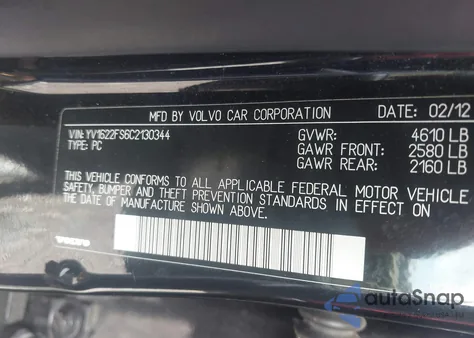 MFD BY VOLVO CAR CORPORATION DATE: 02/12
VIN: YV1622FS6C2130344 GVWR: 4610 LB
TYPE: PC GAWR FRONT: 2580 LB
GAWR REAR: 2160 LB
THIS VEHICLE CONFORMS TO ALL APPLICABLE FEDERAL MOTOR VEHICLE
SAFETY, BUMPER AND THEFT PREVENTION STANDARDS IN EFFECT ON
THE DATE OF MANUFACTURE SHOWN ABOVE.
VOLVO
autoSnap